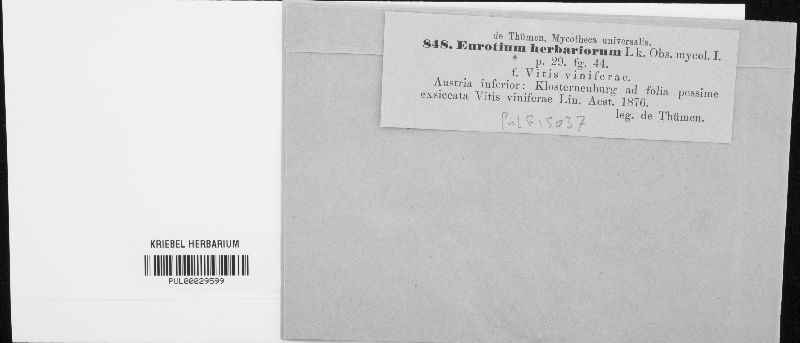 de Thümen, Mycotheca universalis.
848. Eurotium herbariorum Lk. Obs. mycol. I.
p. 29. fg. 44.
f. Vitis viniferae.
Austria inferior: Klosterneuburg ad folia pessime
exsiccata Vitis viniferae Lin. Aest. 1876.
leg. de Thümen.
PUL F15037
KRIEBEL HERBARIUM
PUL00029599